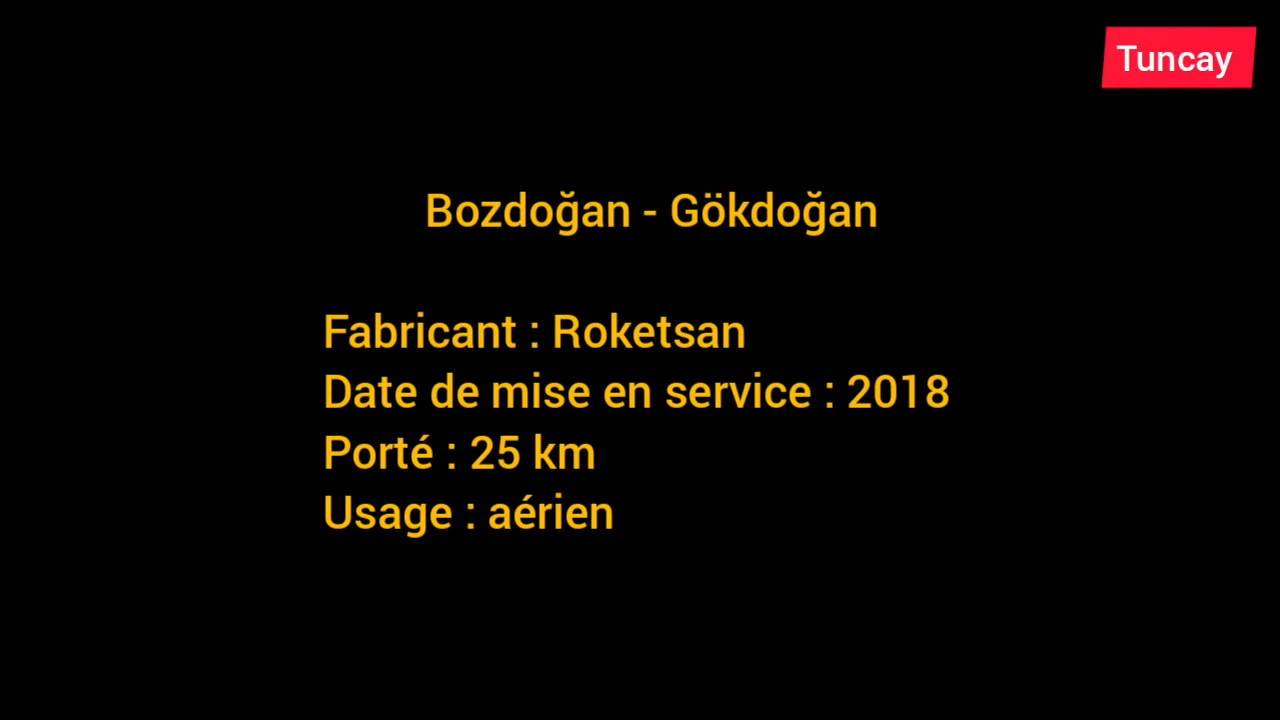 Tuncay
Bozdoğan - Gökdoğan
Fabricant : Roketsan
Date de mise en service : 2018
Porté : 25 km
Usage : aérien